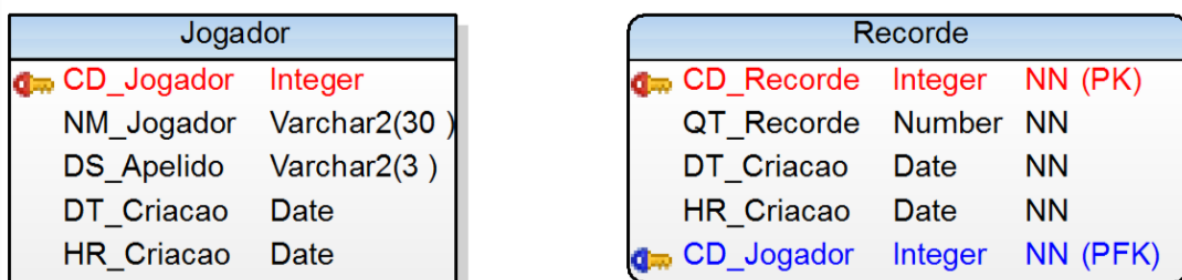 Jogador
CD_Jogador Integer
NM_Jogador Varchar2(30 )
DS_Apelido Varchar2(3 )
DT_Criacao Date
HR_Criacao Date
Recorde
CD_Recorde Integer NN (PK)
QT_Recorde Number NN
DT_Criacao Date NN
HR_Criacao Date NN
CD_Jogador Integer NN (PFK)